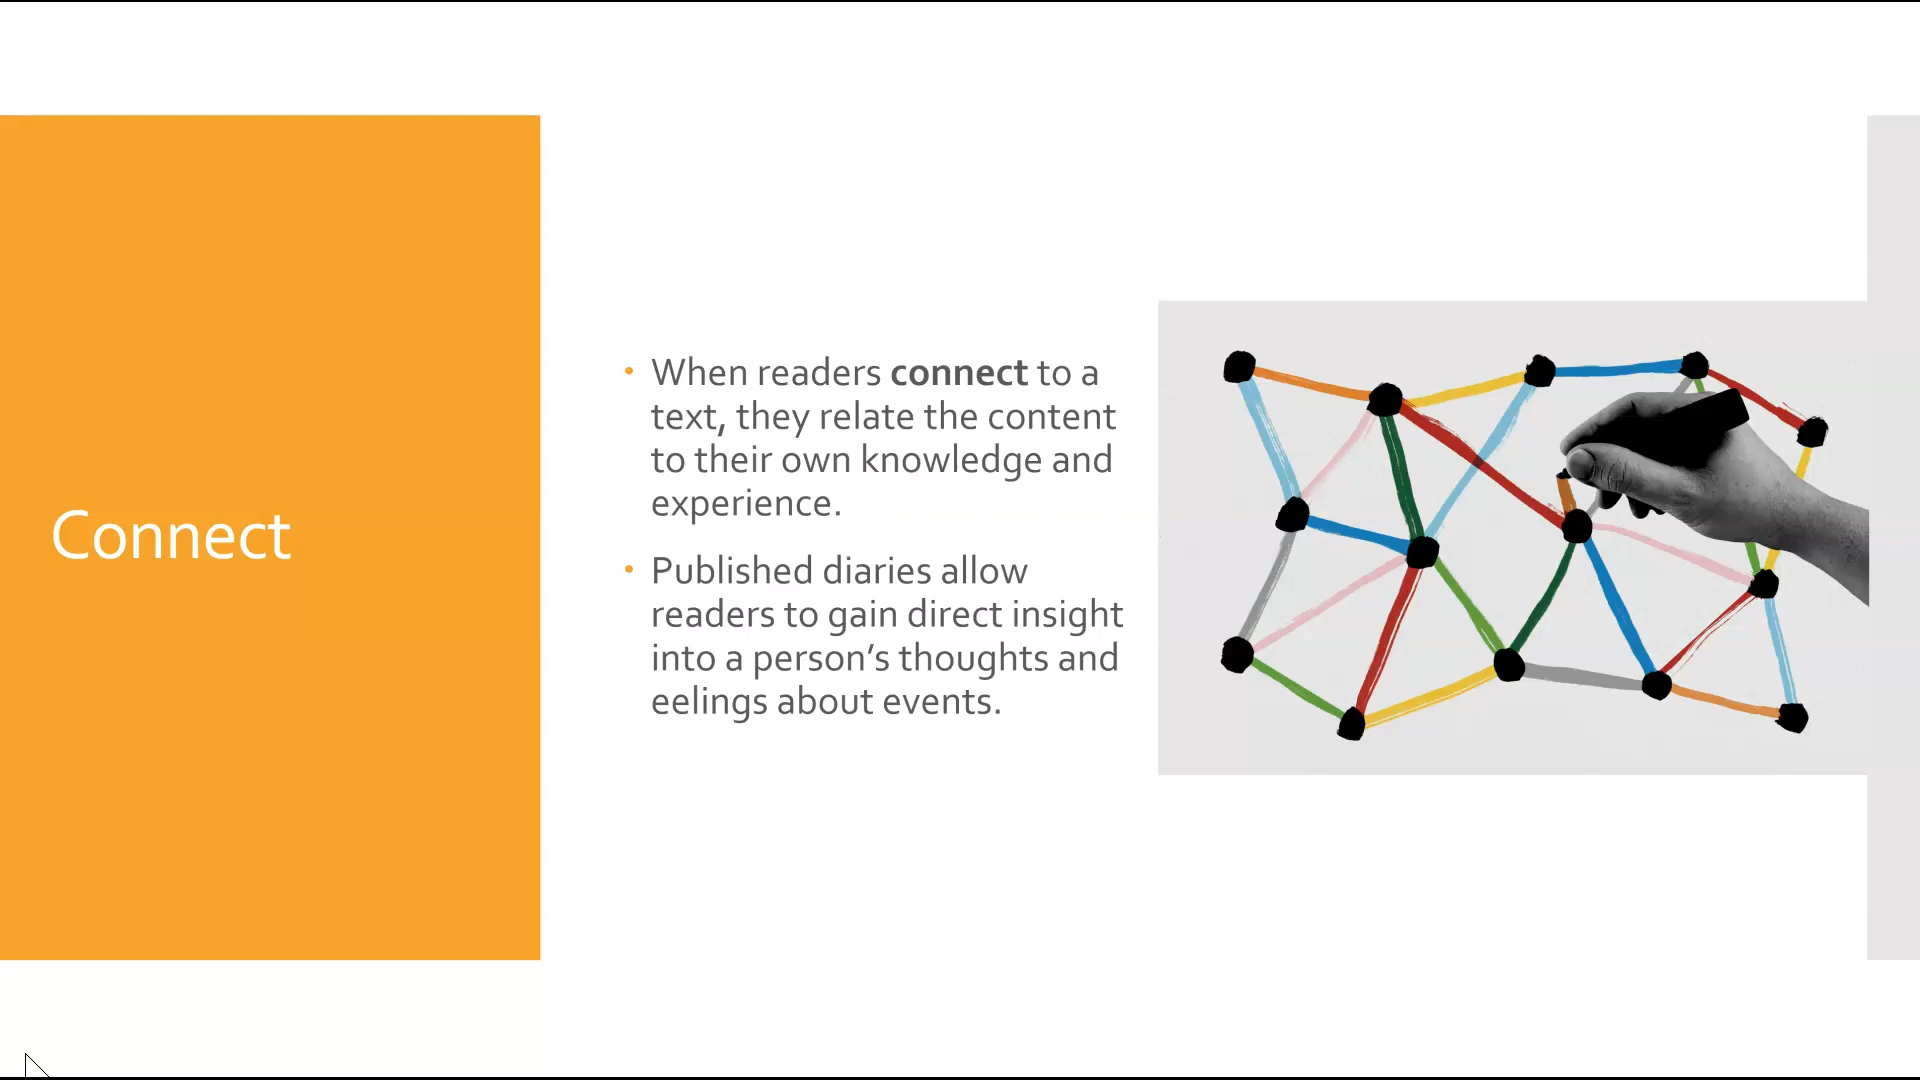 Connect
• When readers connect to a
text, they relate the content
to their own knowledge and
experience.
• Published diaries allow
readers to gain direct insight
into a person’s thoughts and
eelings about events.